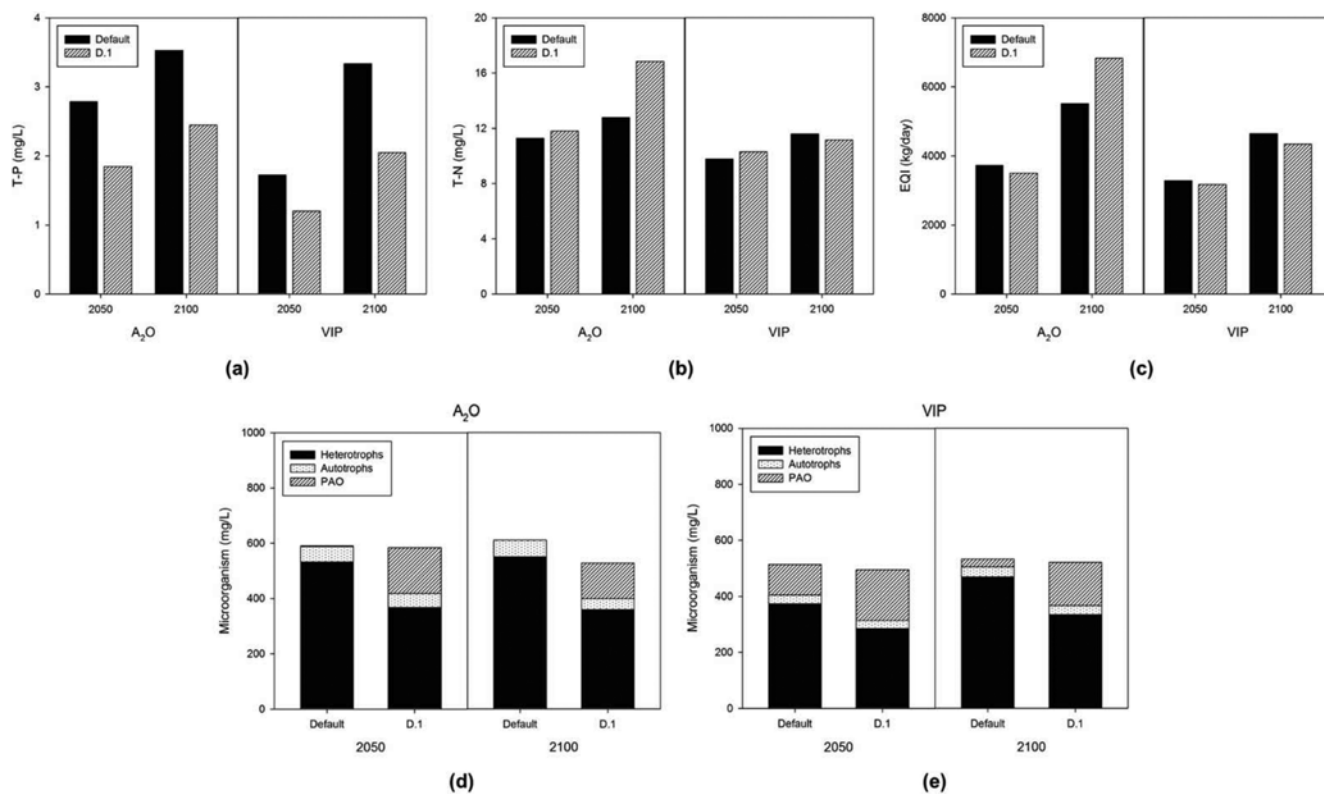 4
3
2
1
0
T-P (mg/L)
Default
D.1
2050 2100 2050 2100
A₂O VIP
(a)
20
16
12
8
4
0
T-N (mg/L)
Default
D.1
2050 2100 2050 2100
A₂O VIP
(b)
8000
6000
4000
2000
0
EQI (kg/day)
Default
D.1
2050 2100 2050 2100
A₂O VIP
(c)
A₂O
1000
800
600
400
200
0
Microorganism (mg/L)
Heterotrophs
Autotrophs
PAO
Default D.1 Default D.1
2050 2100
(d)
VIP
1000
800
600
400
200
0
Microorganism (mg/L)
Heterotrophs
Autotrophs
PAO
Default D.1 Default D.1
2050 2100
(e)